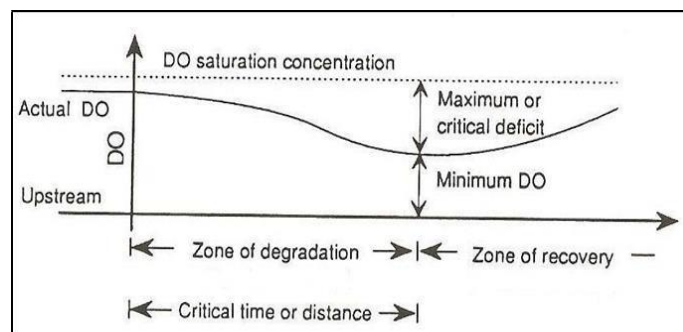 DO saturation concentration
Actual DO
Maximum or
critical deficit
DO
Minimum DO
Upstream
Zone of degradation
Zone of recovery
Critical time or distance